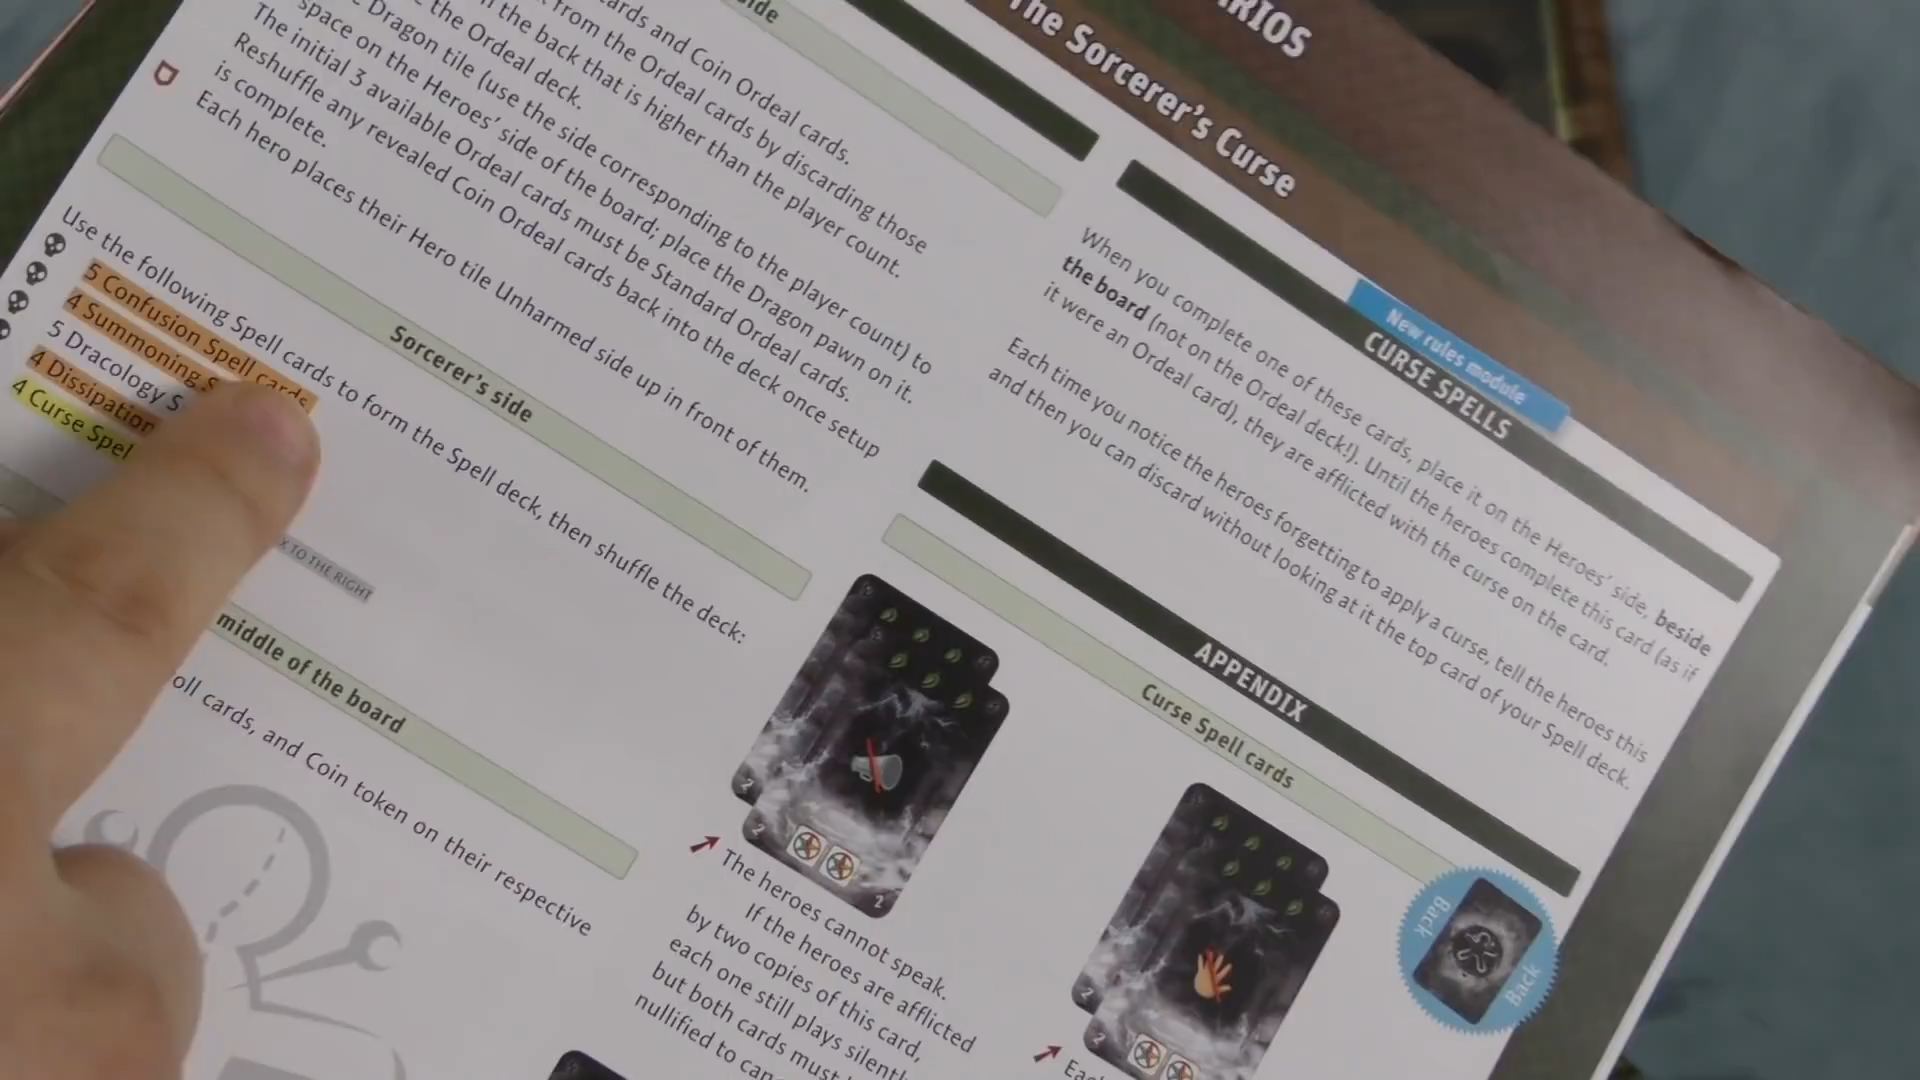 RIOS
The Sorcerer's Curse
ide
cards and Coin Ordeal cards.
from the Ordeal cards by discarding those
the back that is higher than the player count.
the Ordeal deck.
Dragon tile (use the side corresponding to the player count) to
space on the Heroes' side of the board; place the Dragon pawn on it.
The initial 3 available Ordeal cards must be Standard Ordeal cards.
Reshuffle any revealed Coin Ordeal cards back into the deck once setup
is complete.
Each hero places their Hero tile Unharmed side up in front of them.
Sorcerer's side
Use the following Spell cards to form the Spell deck, then shuffle the deck:
5 Confusion Spell cards
4 Summoning S
5 Dracology S
4 Dissipation
4 Curse Spel
X TO THE RIGHT
middle of the board
oll cards, and Coin token on their respective
New rules module
CURSE SPELLS
When you complete one of these cards, place it on the Heroes' side, beside
the board (not on the Ordeal deck!). Until the heroes complete this card (as if
it were an Ordeal card), they are afflicted with the curse on the card.
Each time you notice the heroes forgetting to apply a curse, tell the heroes this
and then you can discard without looking at it the top card of your Spell deck.
APPENDIX
Curse Spell cards
2
2
2
The heroes cannot speak.
If the heroes are afflicted
by two copies of this card,
each one still plays silently
but both cards must
nullified to can
2
2
Eac
Back
Back